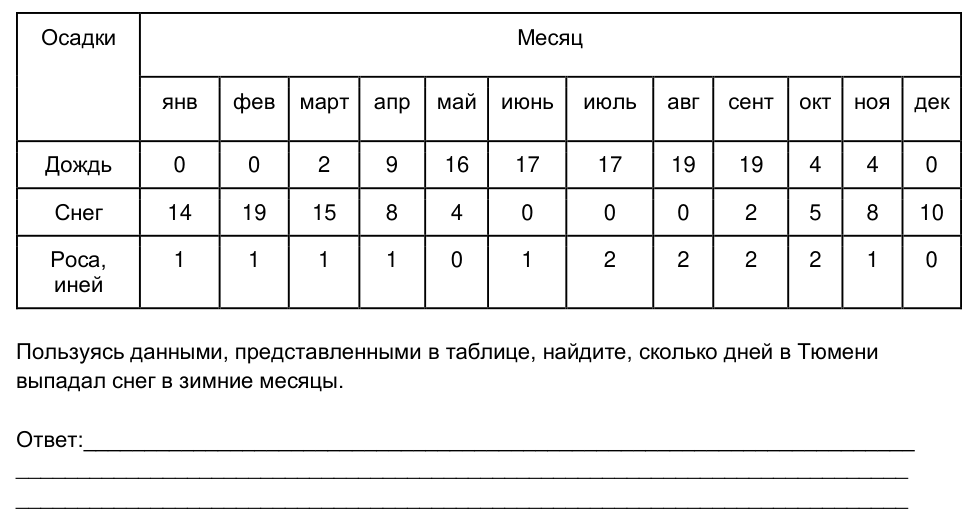 Осадки Месяц
янв фев март апр май июнь июль авг сент окт ноя дек
Дождь 0 0 2 9 16 17 17 19 19 4 4 0
Снег 14 19 15 8 4 0 0 0 2 5 8 10
Роса, иней 1 1 1 1 0 1 2 2 2 2 1 0
Пользуясь данными, представленными в таблице, найдите, сколько дней в Тюмени
выпадал снег в зимние месяцы.
Ответ: